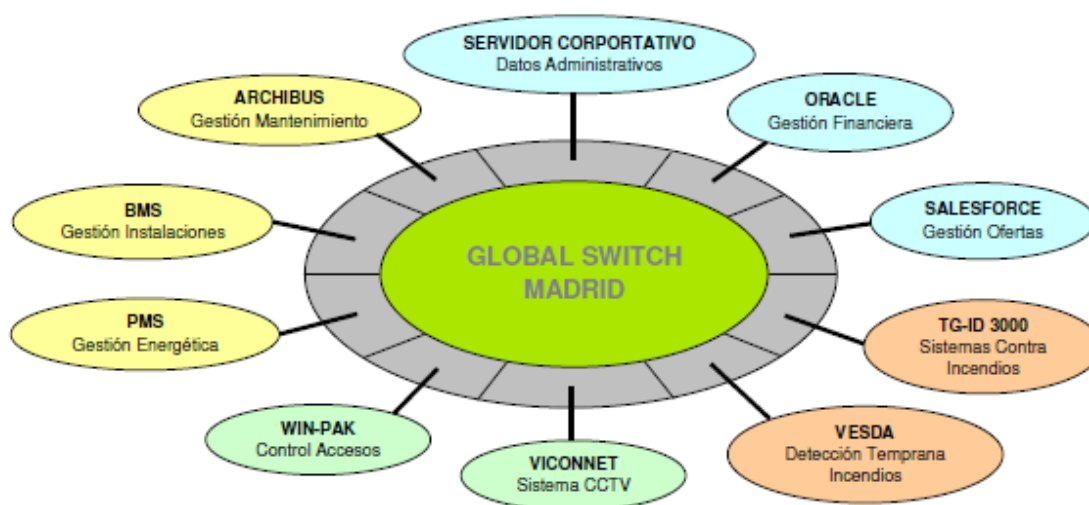 SERVIDOR CORPORTATIVO
Datos Administrativos
ARCHIBUS
Gestión Mantenimiento
ORACLE
Gestión Financiera
BMS
Gestión Instalaciones
SALESFORCE
Gestión Ofertas
GLOBAL SWITCH
MADRID
PMS
Gestión Energética
TG-ID 3000
Sistemas Contra
Incendios
WIN-PAK
Control Accesos
VICONNET
Sistema CCTV
VESDA
Detección Temprana
Incendios